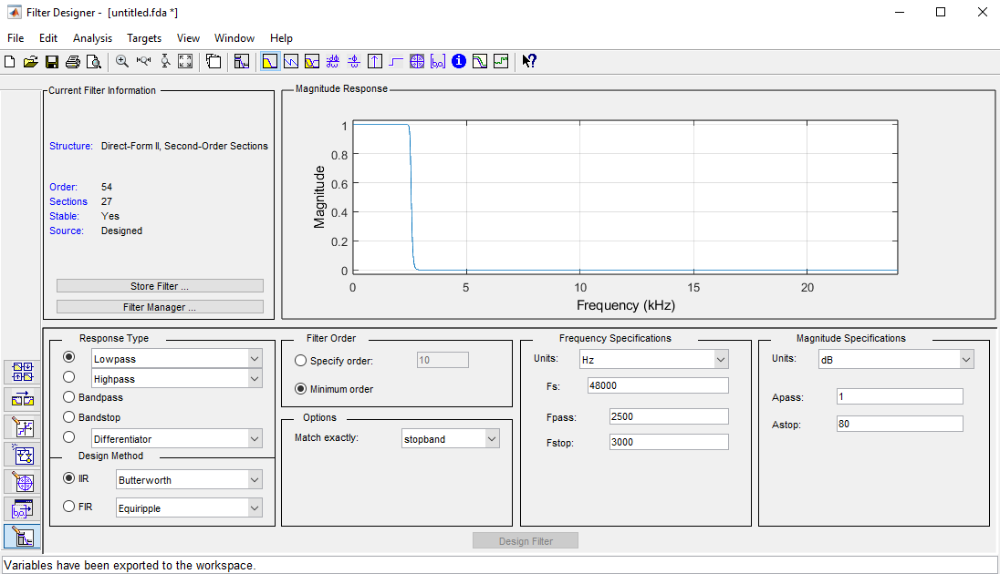 Filter Designer - [untitled.fda *]
File Edit Analysis Targets View Window Help
Current Filter Information
Structure: Direct-Form II, Second-Order Sections
Order: 54
Sections 27
Stable: Yes
Source: Designed
Store Filter ...
Filter Manager ...
Magnitude Response
1
0.8
0.6
0.4
0.2
0
Magnitude
0 5 10 15 20
Frequency (kHz)
Response Type
Lowpass
Highpass
Bandpass
Bandstop
Differentiator
Design Method
IIR Butterworth
FIR Equiripple
Filter Order
Specify order: 10
Minimum order
Options
Match exactly: stopband
Frequency Specifications
Units: Hz
Fs: 48000
Fpass: 2500
Fstop: 3000
Magnitude Specifications
Units: dB
Apass: 1
Astop: 80
Design Filter
Variables have been exported to the workspace.